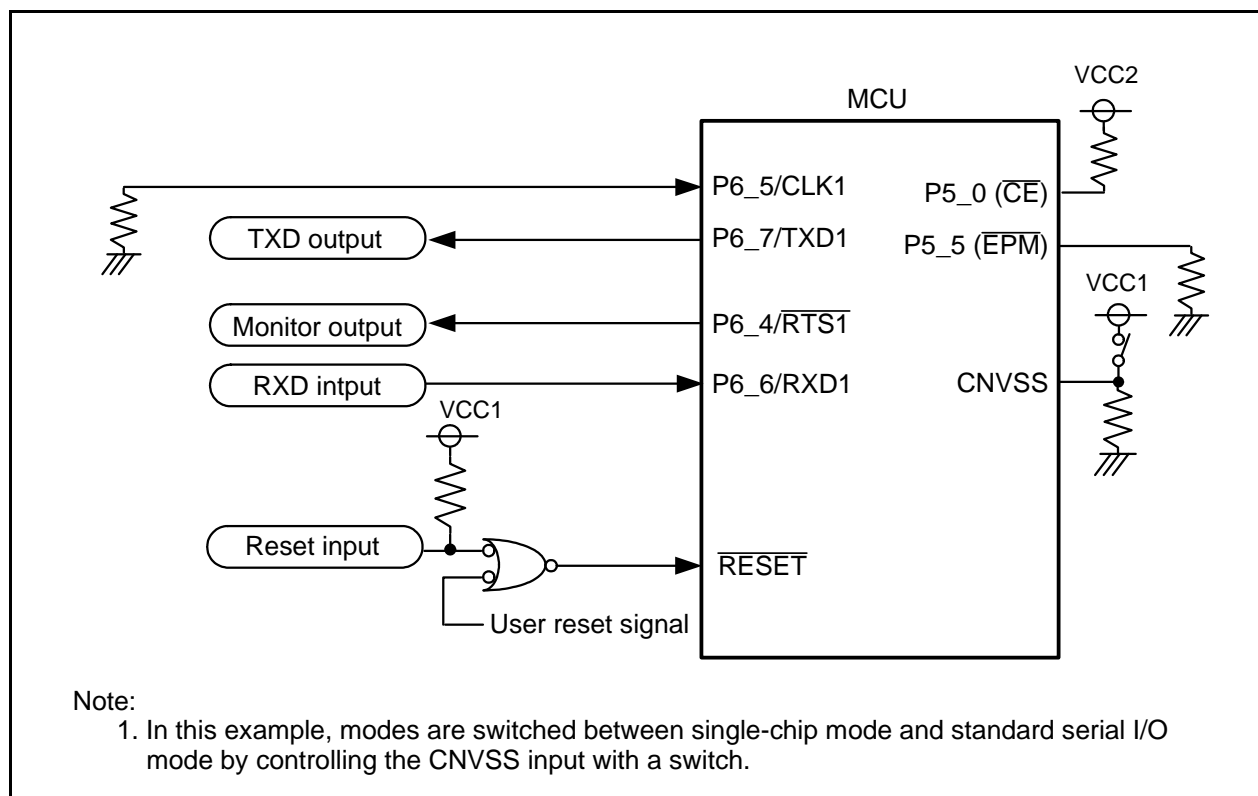 VCC2
MCU
P6_5/CLK1
P5_0 (CE)
TXD output
P6_7/TXD1
P5_5 (EPM)
VCC1
Monitor output
P6_4/RTS1
RXD intput
P6_6/RXD1
CNVSS
VCC1
Reset input
RESET
User reset signal
Note:
1. In this example, modes are switched between single-chip mode and standard serial I/O
mode by controlling the CNVSS input with a switch.